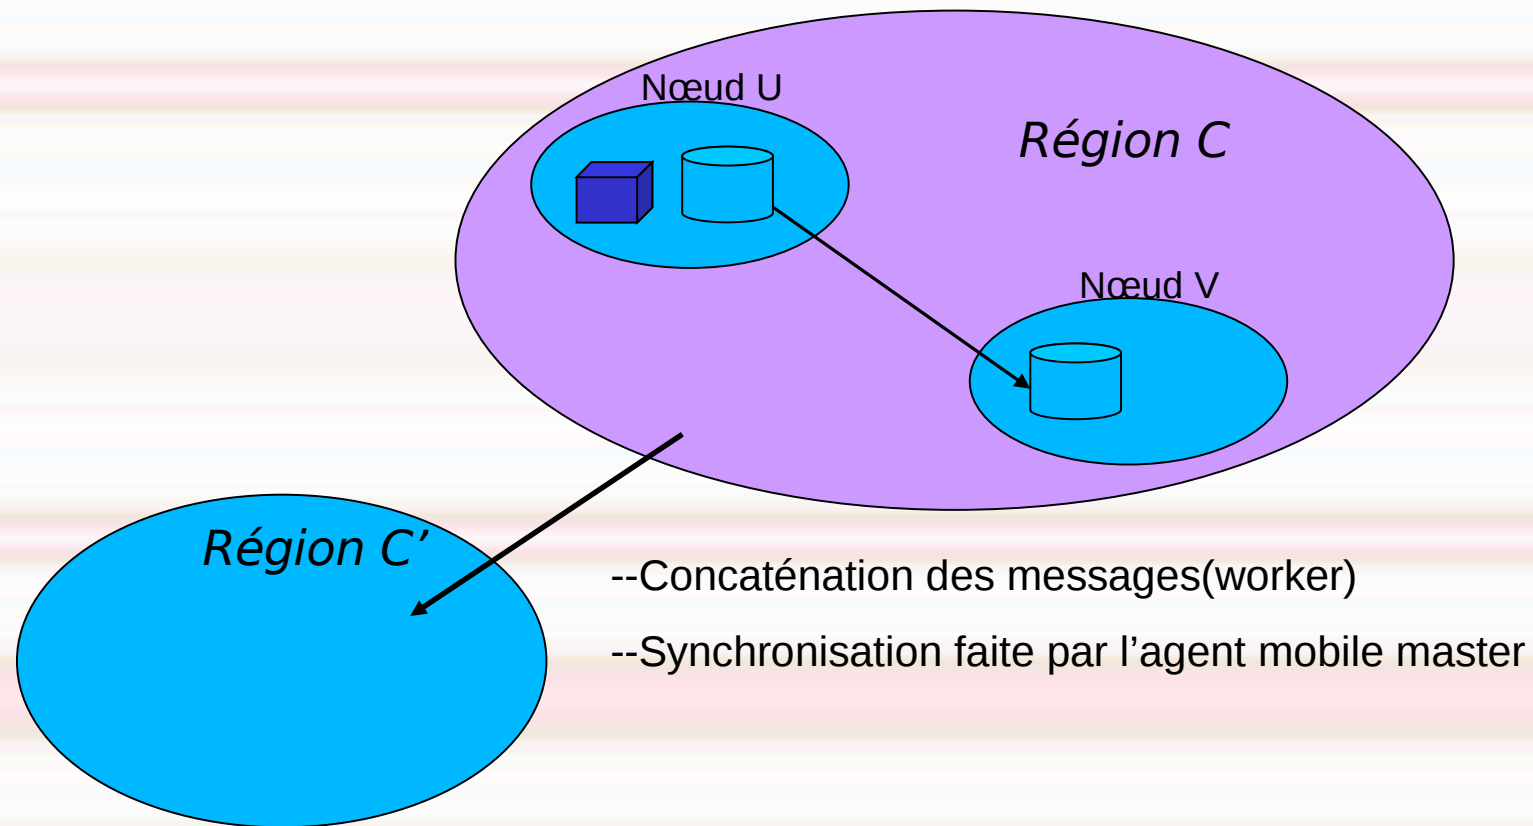 Nœud U
Région C
Nœud V
Région C’
--Concaténation des messages(worker)
--Synchronisation faite par l’agent mobile master